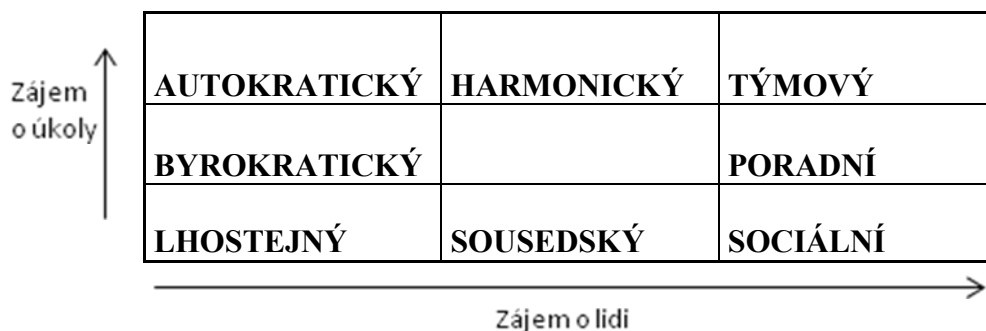 Zájem
o úkoly
AUTOKRATICKÝ HARMONICKÝ TÝMOVÝ
BYROKRATICKÝ PORADNÍ
LHOSTEJNÝ SOUSEDSKÝ SOCIÁLNÍ
Zájem o lidi